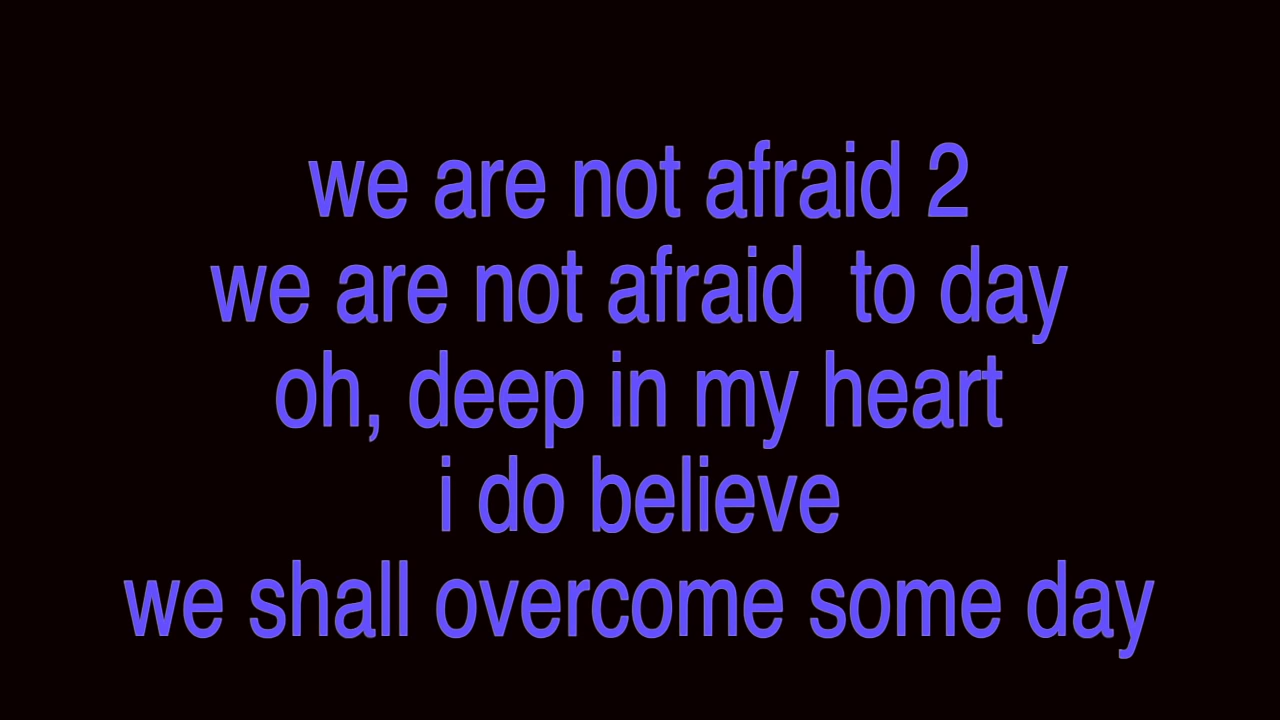 we are not afraid 2
we are not afraid  to day
oh, deep in my heart
i do believe
we shall overcome some day